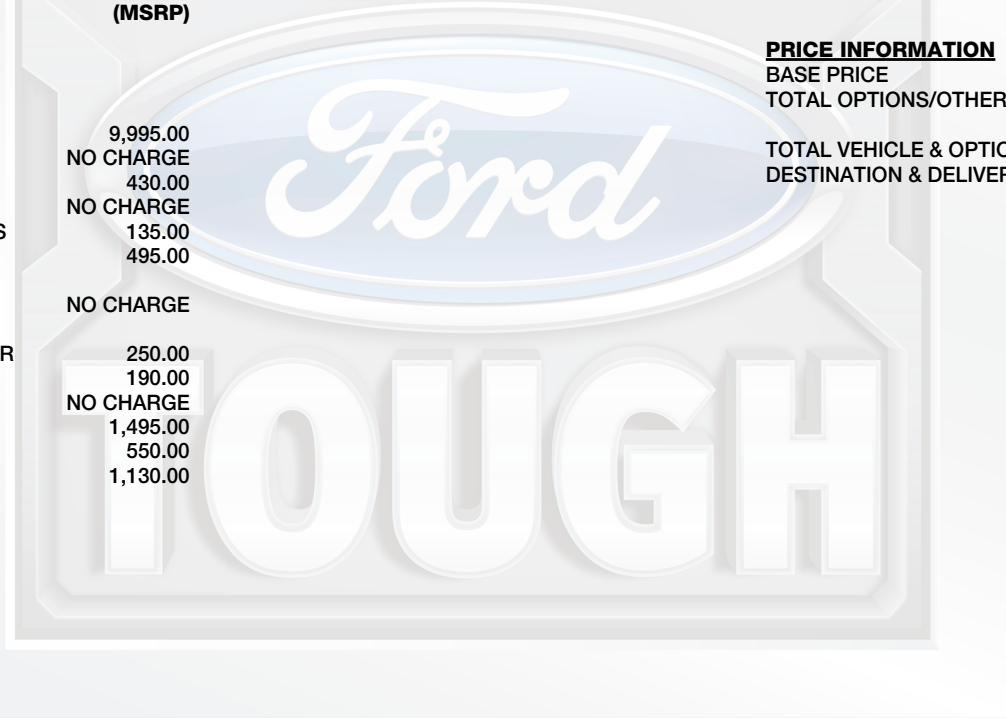 (MSRP)
9,995.00
NO CHARGE
430.00
NO CHARGE
S 135.00
495.00
NO CHARGE
R 250.00
190.00
NO CHARGE
1,495.00
550.00
1,130.00
PRICE INFORMATION
BASE PRICE
TOTAL OPTIONS/OTHER
TOTAL VEHICLE & OPTIO
DESTINATION & DELIVER
Ford
TOUGH